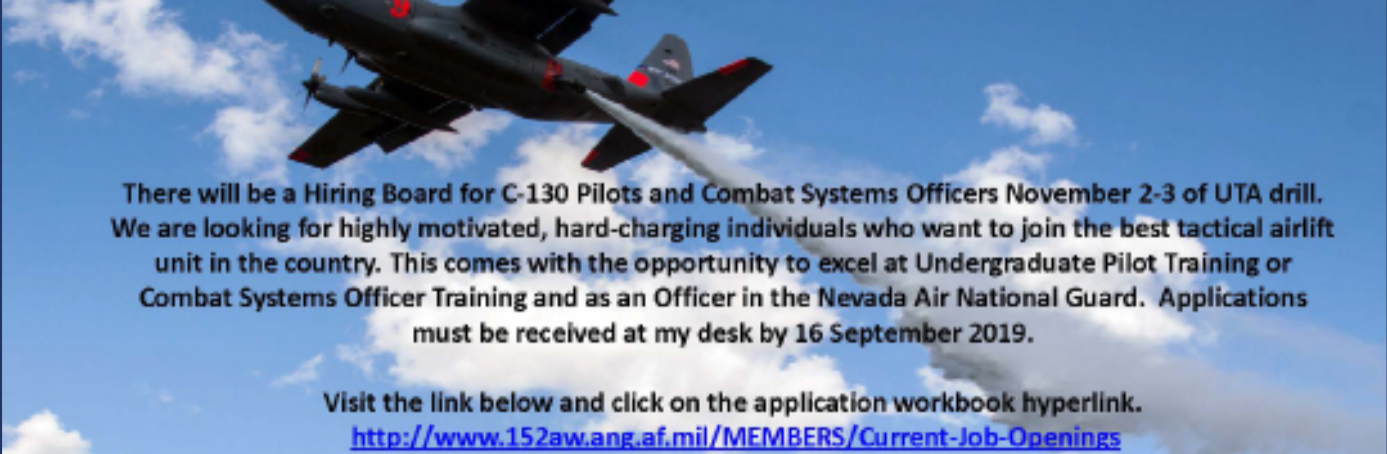 9
There will be a Hiring Board for C-130 Pilots and Combat Systems Officers November 2-3 of UTA drill.
We are looking for highly motivated, hard-charging individuals who want to join the best tactical airlift
unit in the country. This comes with the opportunity to excel at Undergraduate Pilot Training or
Combat Systems Officer Training and as an Officer in the Nevada Air National Guard. Applications
must be received at my desk by 16 September 2019.
Visit the link below and click on the application workbook hyperlink.
http://www.152aw.ang.af.mil/MEMBERS/Current-Job-Openings